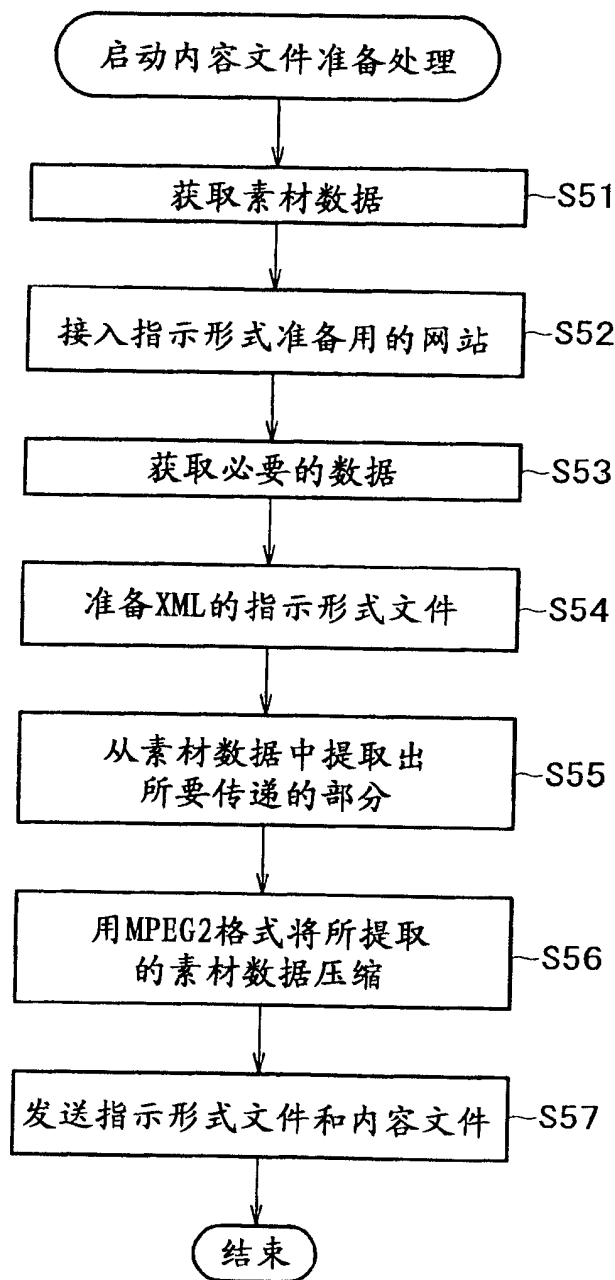 启动内容文件准备处理
获取素材数据
S51
接入指示形式准备用的网站
S52
获取必要的数据
S53
准备XML的指示形式文件
S54
从素材数据中提取出
所要传递的部分
S55
用MPEG2格式将所提取
的素材数据压缩
S56
发送指示形式文件和内容文件
S57
结束